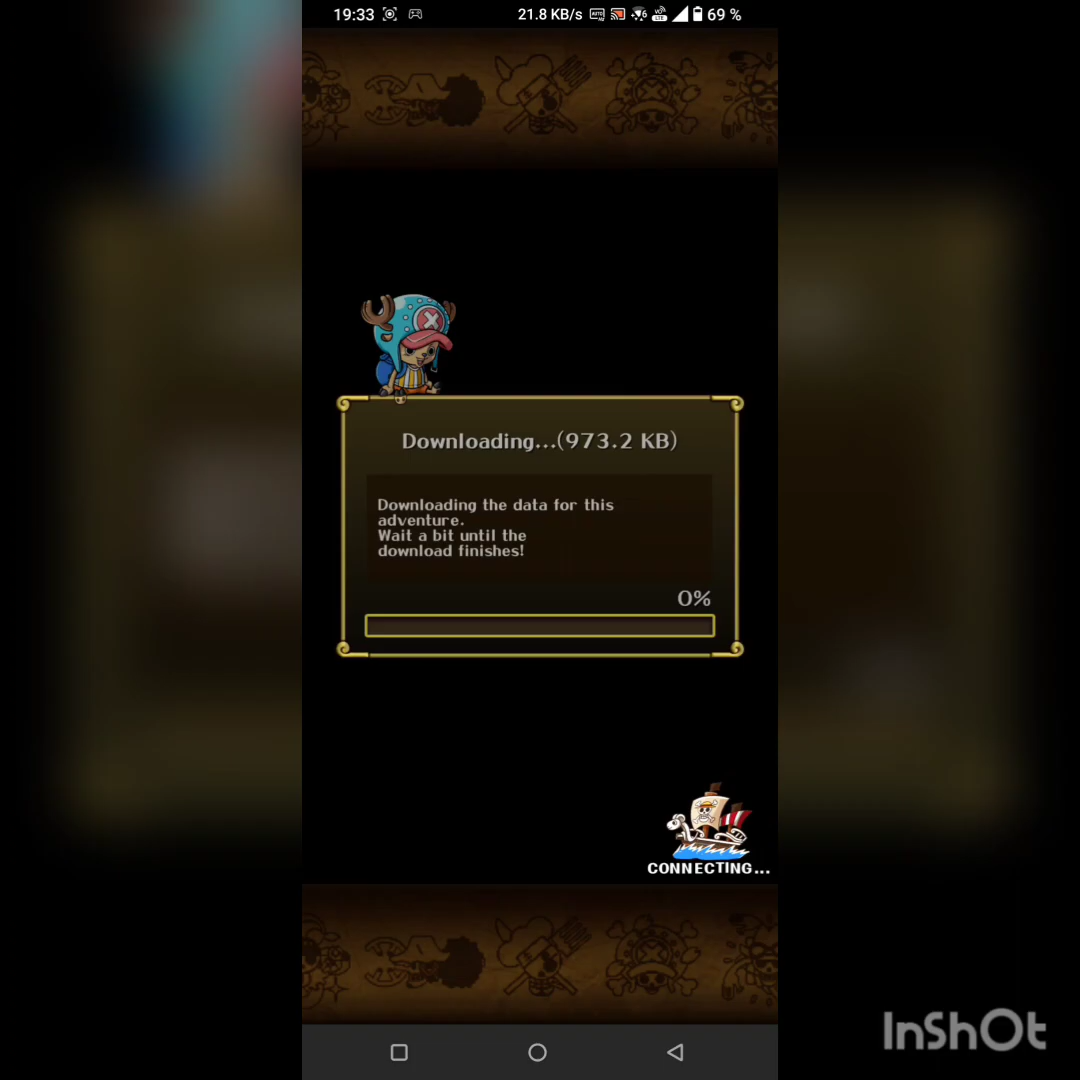 19:33 21.8 KB/s 69 %
Downloading...(973.2 KB)
Downloading the data for this
adventure.
Wait a bit until the
download finishes!
0%
CONNECTING...
InShOt